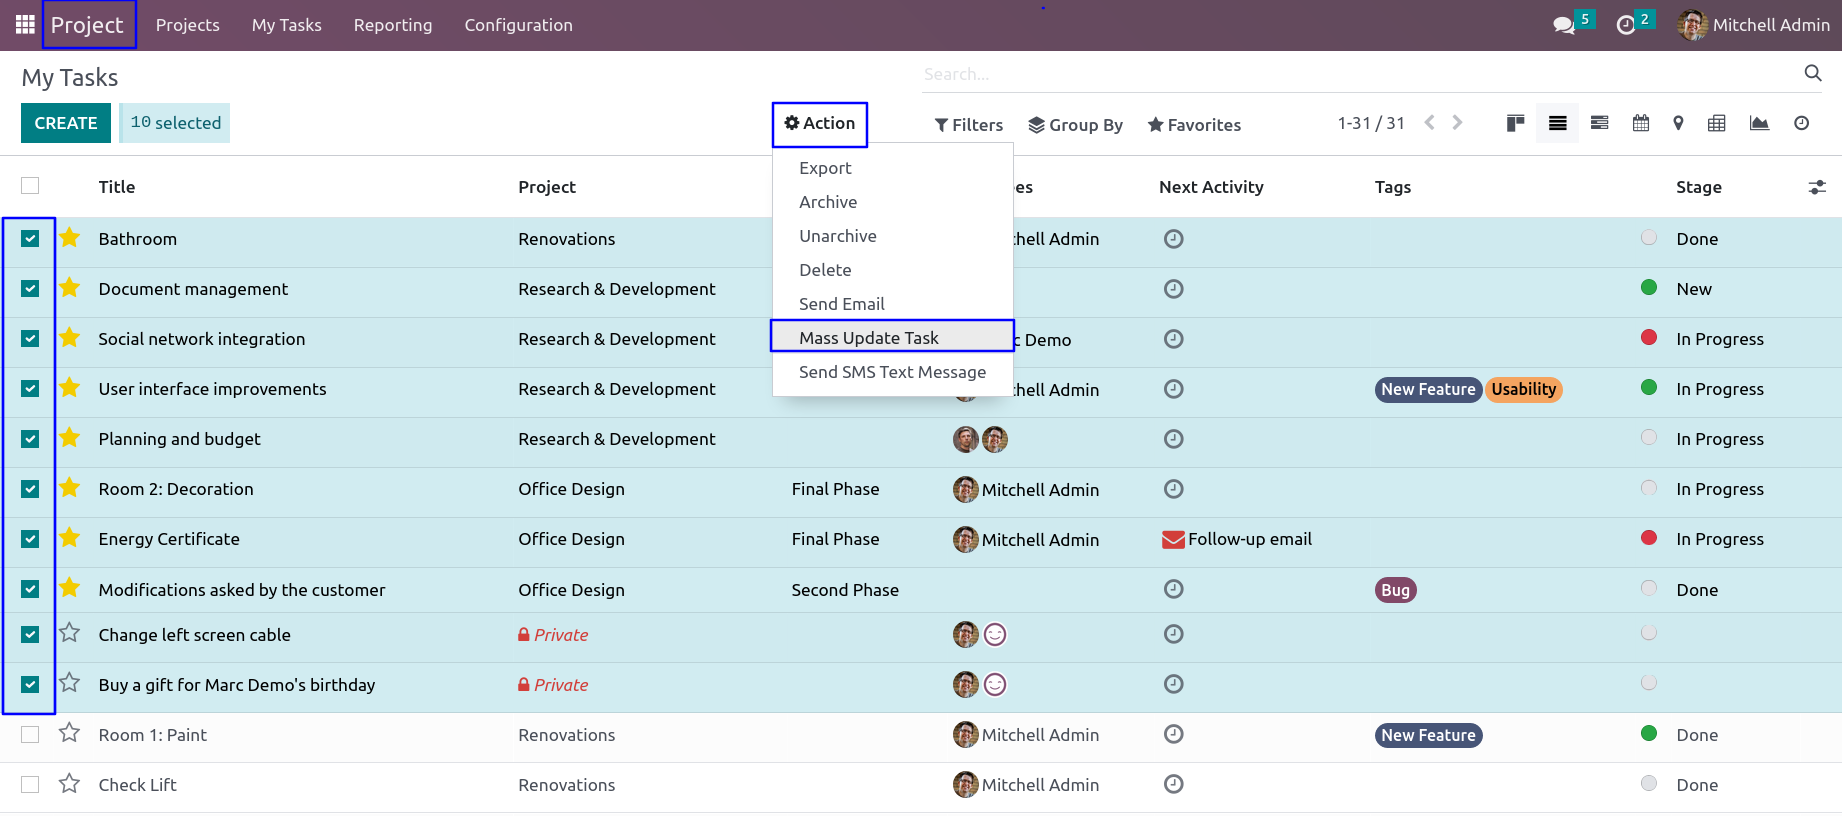 Project Projects My Tasks Reporting Configuration 5 2 Mitchell Admin
My Tasks Search...
CREATE 10 selected Action Filters Group By Favorites 1-31 / 31
Export
Archive
Unarchive
Delete
Send Email
Mass Update Task
Send SMS Text Message
Title Project ees Next Activity Tags Stage
Bathroom Renovations chell Admin Done
Document management Research & Development New
Social network integration Research & Development c Demo In Progress
User interface improvements Research & Development chell Admin New Feature Usability In Progress
Planning and budget Research & Development In Progress
Room 2: Decoration Office Design Final Phase Mitchell Admin In Progress
Energy Certificate Office Design Final Phase Mitchell Admin Follow-up email In Progress
Modifications asked by the customer Office Design Second Phase Bug Done
Change left screen cable Private
Buy a gift for Marc Demo's birthday Private
Room 1: Paint Renovations Mitchell Admin New Feature Done
Check Lift Renovations Mitchell Admin Done